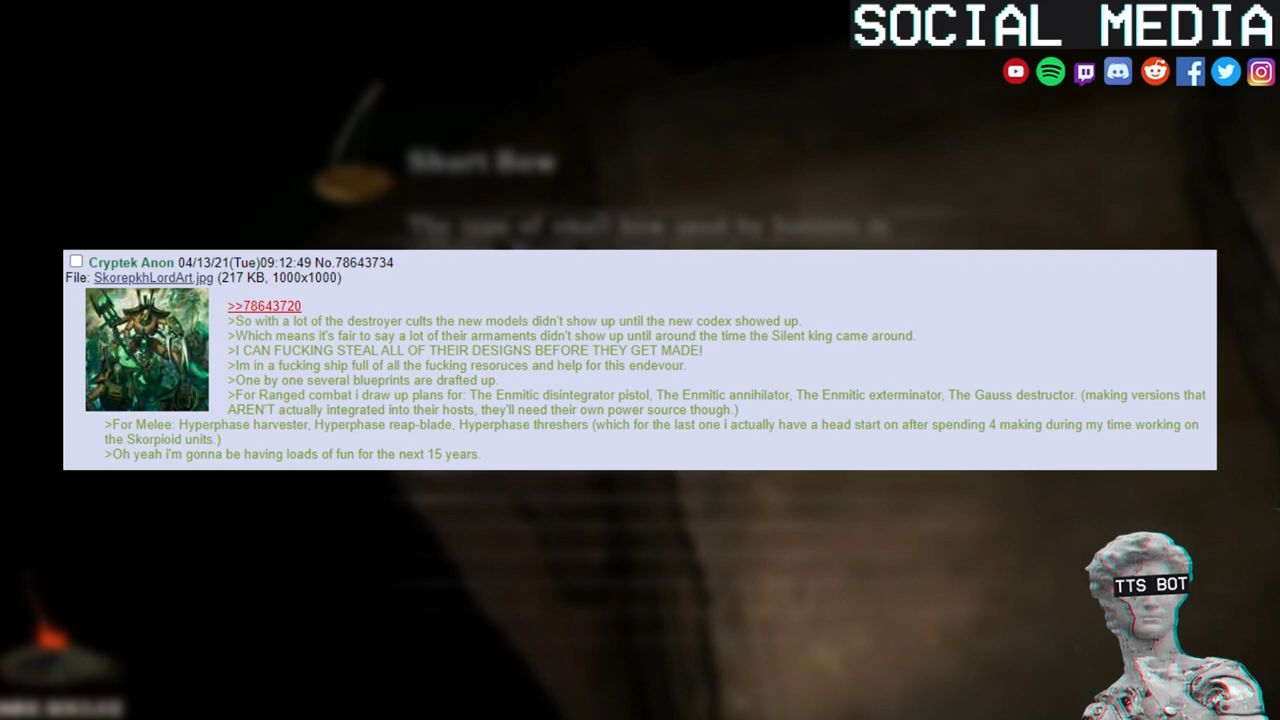 SOCIAL MEDIA
Short Bow
Cryptek Anon 04/13/21(Tue)09:12:49 No.78643734
File: SkorepkhLordArt.jpg (217 KB, 1000x1000)
>>78643720
>So with a lot of the destroyer cults the new models didn't show up until the new codex showed up.
>Which means it's fair to say a lot of their armaments didn't show up until around the time the Silent king came around.
>I CAN FUCKING STEAL ALL OF THEIR DESIGNS BEFORE THEY GET MADE!
>Im in a fucking ship full of all the fucking resoruces and help for this endevour.
>One by one several blueprints are drafted up.
>For Ranged combat i draw up plans for: The Enmitic disintegrator pistol, The Enmitic annihilator, The Enmitic exterminator, The Gauss destructor. (making versions that
AREN'T actually integrated into their hosts, they'll need their own power source though.)
>For Melee: Hyperphase harvester, Hyperphase reap-blade, Hyperphase threshers (which for the last one i actually have a head start on after spending 4 making during my time working on
the Skorpioid units.)
>Oh yeah i'm gonna be having loads of fun for the next 15 years.
TTS BOT